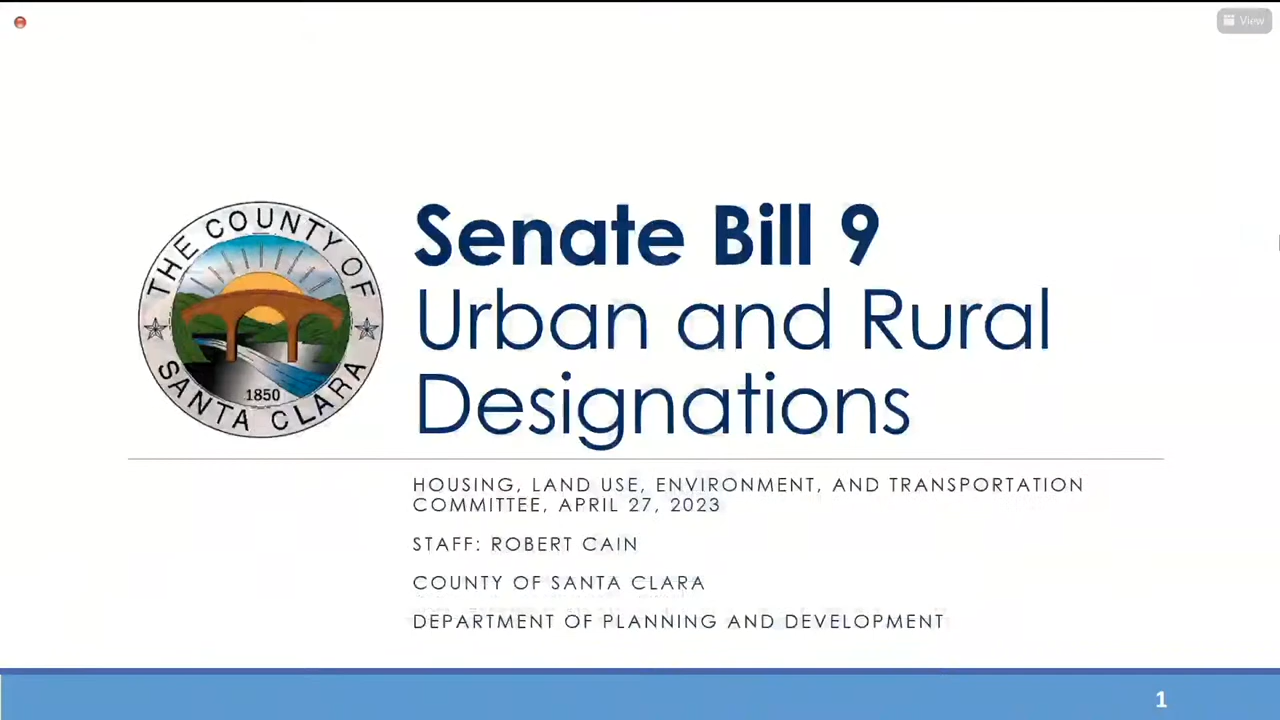 View
THE COUNTY OF
SANTA CLARA
1850
Senate Bill 9
Urban and Rural
Designations
HOUSING, LAND USE, ENVIRONMENT, AND TRANSPORTATION
COMMITTEE, APRIL 27, 2023
STAFF: ROBERT CAIN
COUNTY OF SANTA CLARA
DEPARTMENT OF PLANNING AND DEVELOPMENT
1